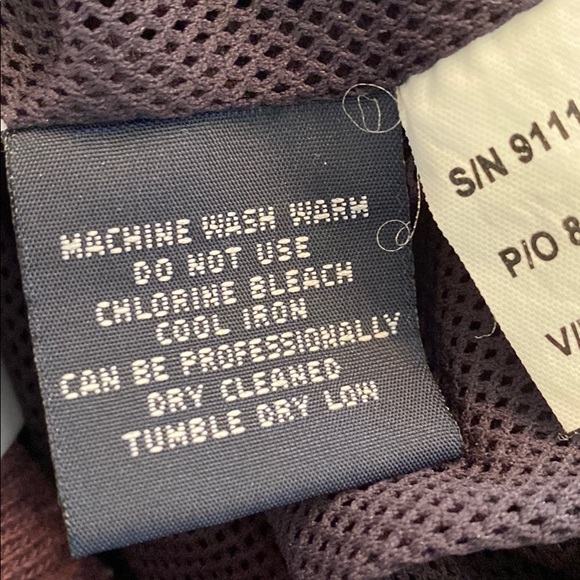 MACHINE WASH WARM
DO NOT USE
CHLORINE BLEACH
COOL IRON
CAN BE PROFESSIONALLY
DRY CLEANED
TUMBLE DRY LOW
S/N 9111
P/O 8